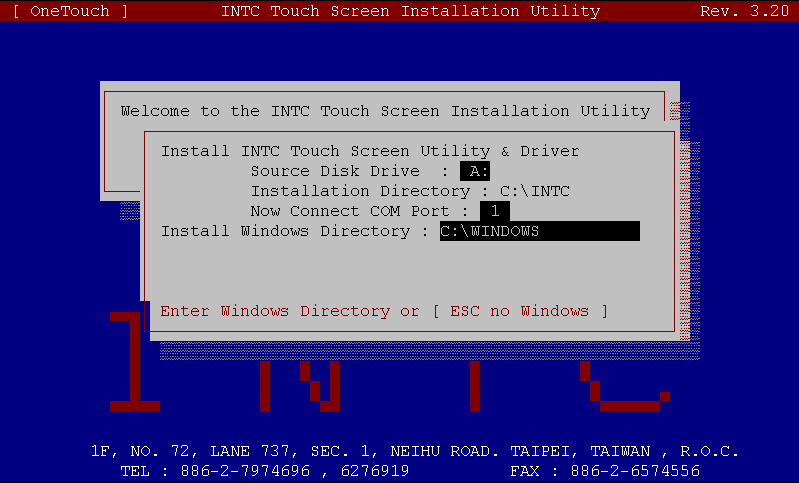 [ OneTouch ] INTC Touch Screen Installation Utility Rev. 3.20
Welcome to the INTC Touch Screen Installation Utility
Install INTC Touch Screen Utility & Driver
Source Disk Drive : A:
Installation Directory : C:\INTC
Now Connect COM Port : 1
Install Windows Directory : C:\WINDOWS
Enter Windows Directory or [ ESC no Windows ]
1F, NO. 72, LANE 737, SEC. 1, NEIHU ROAD. TAIPEI, TAIWAN , R.O.C.
TEL : 886-2-7974696 , 6276919 FAX : 886-2-6574556